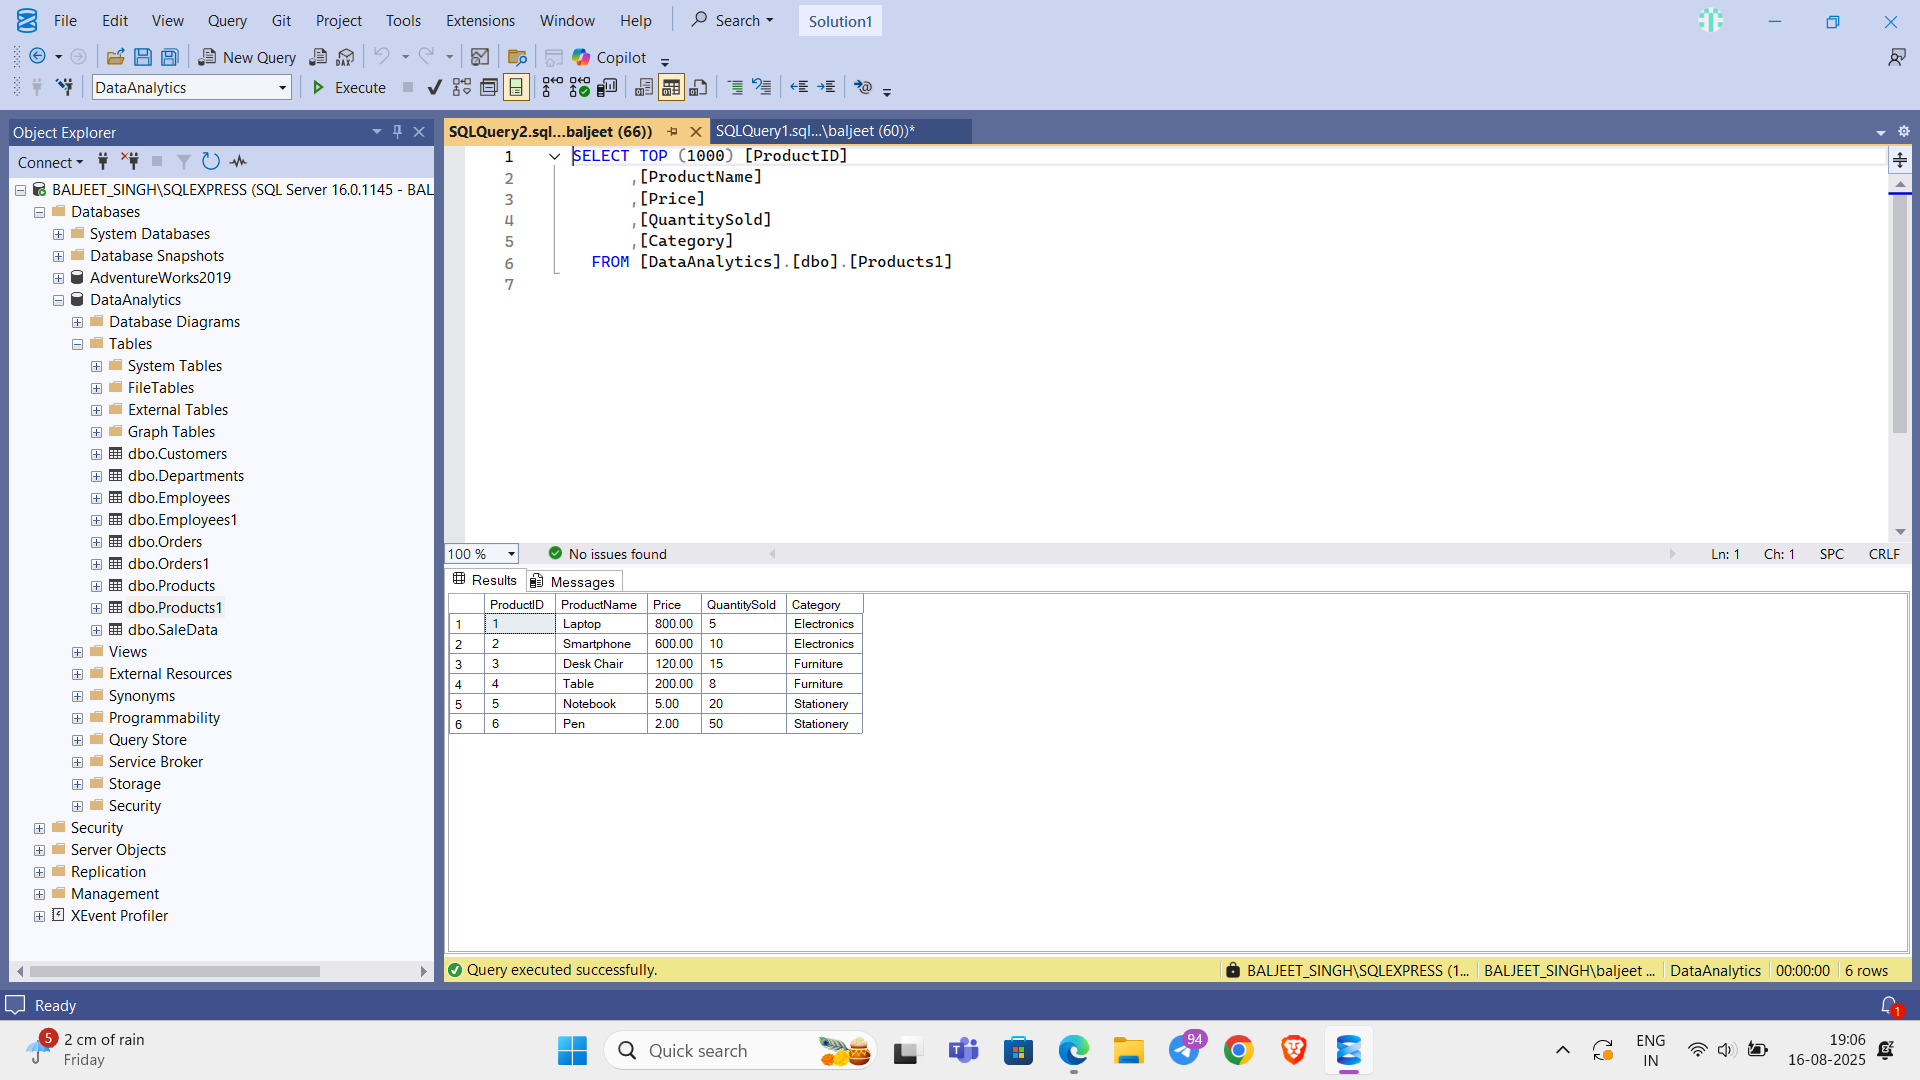 File Edit View Query Git Project Tools Extensions Window Help Search Solution1
New Query DAX Copilot
DataAnalytics Execute
Object Explorer
Connect
BALJEET_SINGH\SQLEXPRESS (SQL Server 16.0.1145 - BAL
Databases
System Databases
Database Snapshots
AdventureWorks2019
DataAnalytics
Database Diagrams
Tables
System Tables
FileTables
External Tables
Graph Tables
dbo.Customers
dbo.Departments
dbo.Employees
dbo.Employees1
dbo.Orders
dbo.Orders1
dbo.Products
dbo.Products1
dbo.SaleData
Views
External Resources
Synonyms
Programmability
Query Store
Service Broker
Storage
Security
Security
Server Objects
Replication
Management
XEvent Profiler
SQLQuery2.sql...baljeet (66)) SQLQuery1.sql...\baljeet (60))*
1 SELECT TOP (1000) [ProductID]
2 ,[ProductName]
3 ,[Price]
4 ,[QuantitySold]
5 ,[Category]
6 FROM [DataAnalytics].[dbo].[Products1]
7
100 % No issues found Ln: 1 Ch: 1 SPC CRLF
Results Messages
ProductID ProductName Price QuantitySold Category
1 1 Laptop 800.00 5 Electronics
2 2 Smartphone 600.00 10 Electronics
3 3 Desk Chair 120.00 15 Furniture
4 4 Table 200.00 8 Furniture
5 5 Notebook 5.00 20 Stationery
6 6 Pen 2.00 50 Stationery
Query executed successfully. BALJEET_SINGH\SQLEXPRESS (1... BALJEET_SINGH\baljeet ... DataAnalytics 00:00:00 6 rows
Ready 1
5 2 cm of rain
Friday
Quick search
94
ENG
IN
19:06
16-08-2025